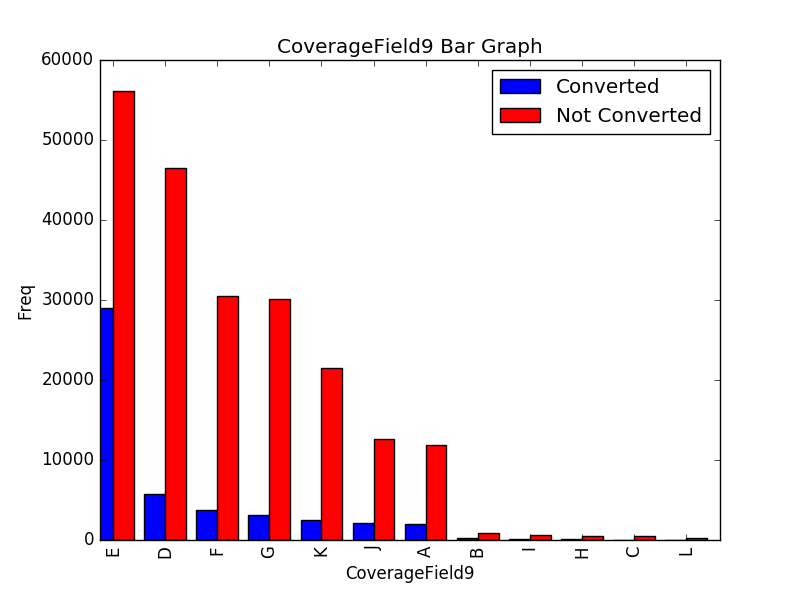 CoverageField9 Bar Graph
Converted
Not Converted
60000
50000
40000
30000
20000
10000
0
Freq
E D F G K J A B I H C L
CoverageField9